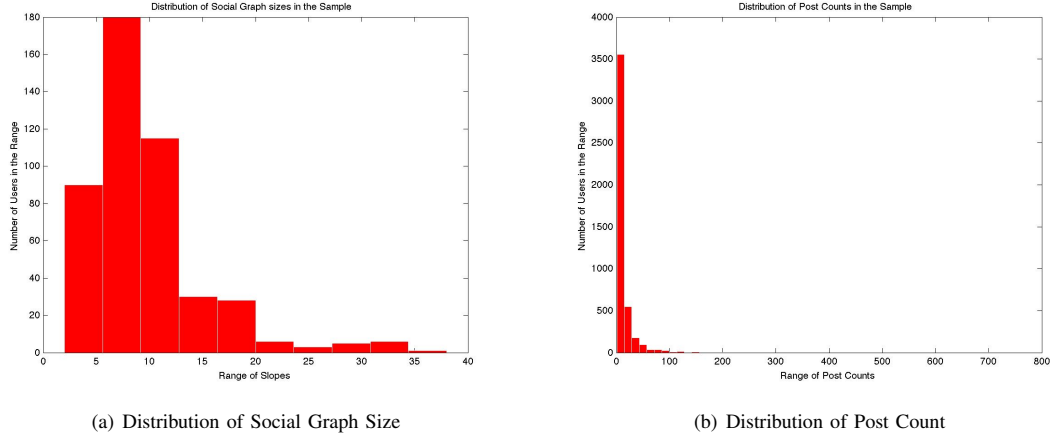 Distribution of Social Graph sizes in the Sample
180
160
140
120
100
80
60
40
20
0
Number of Users in the Range
0 5 10 15 20 25 30 35 40
Range of Slopes
(a) Distribution of Social Graph Size
Distribution of Post Counts in the Sample
4000
3500
3000
2500
2000
1500
1000
500
0
Number of Users in the Range
0 100 200 300 400 500 600 700 800
Range of Post Counts
(b) Distribution of Post Count